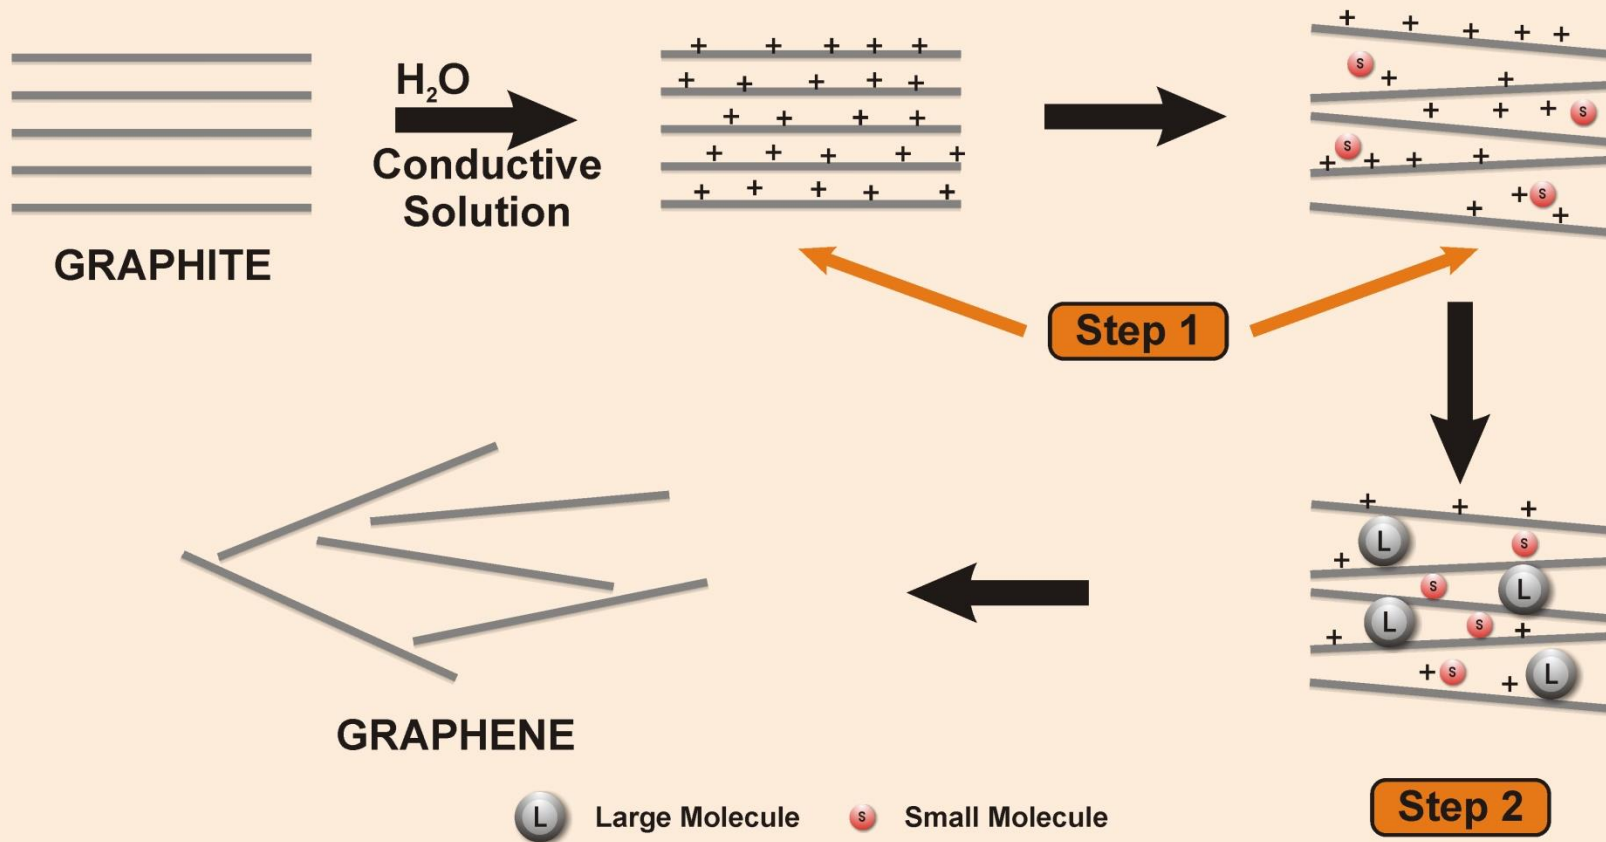 H₂O
Conductive
Solution
GRAPHITE
+ + + + +
+ + + + +
+ + + +
+ + + + +
+ + + + +
+ + + + +
S
+ +
+ + + S
S
+ + + +
+ S
+ +
Step 1
+ + +
L S
+
S L
L S +
+
+ S + L
GRAPHENE
L Large Molecule S Small Molecule
Step 2